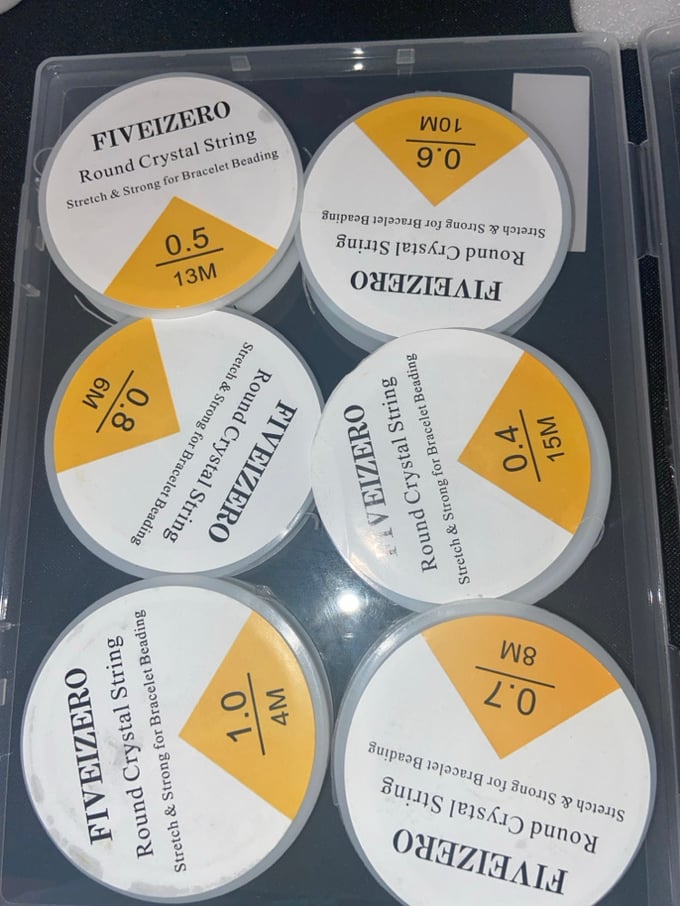 FIVEIZERO
Round Crystal String
Stretch & Strong for Bracelet Beading
0.5
13M
FIVEIZERO
Round Crystal String
Stretch & Strong for Bracelet Beading
0.6
10M
FIVEIZERO
Round Crystal String
Stretch & Strong for Bracelet Beading
0.8
6M
FIVEIZERO
Round Crystal String
Stretch & Strong for Bracelet Beading
0.4
15M
FIVEIZERO
Round Crystal String
Stretch & Strong for Bracelet Beading
1.0
4M
FIVEIZERO
Round Crystal String
Stretch & Strong for Bracelet Beading
0.7
8M